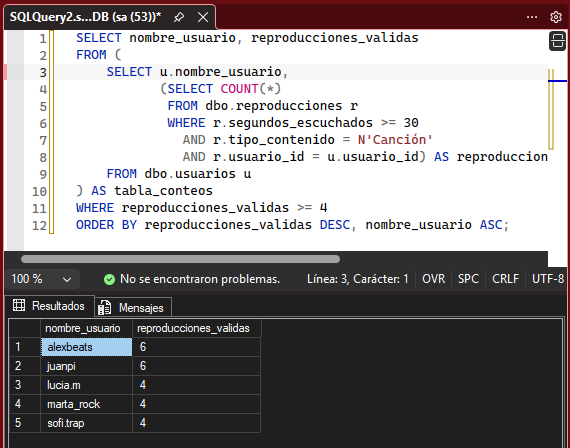 SQLQuery2.s...DB (sa (53))*
1 SELECT nombre_usuario, reproducciones_validas
2 FROM (
3 SELECT u.nombre_usuario,
4 (SELECT COUNT(*)
5 FROM dbo.reproducciones r
6 WHERE r.segundos_escuchados >= 30
7 AND r.tipo_contenido = N'Canción'
8 AND r.usuario_id = u.usuario_id) AS reproduccion
9 FROM dbo.usuarios u
10 ) AS tabla_conteos
11 WHERE reproducciones_validas >= 4
12 ORDER BY reproducciones_validas DESC, nombre_usuario ASC;
100 % No se encontraron problemas. Línea: 3, Carácter: 1 OVR SPC CRLF UTF-8
Resultados Mensajes
nombre_usuario reproducciones_validas
1 alexbeats 6
2 juanpi 6
3 lucia.m 4
4 marta_rock 4
5 sofi.trap 4